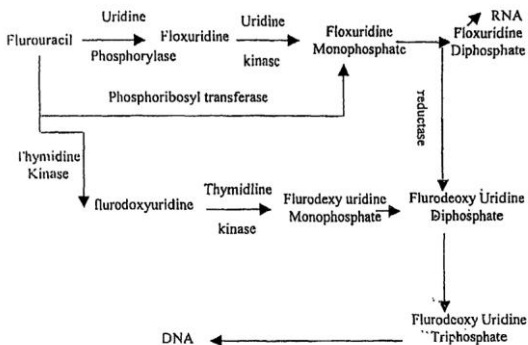 Flurouracil
Uridine
Phosphorylase
Floxuridine
Uridine
kinase
Floxuridine
Monophosphate
RNA
Floxuridine
Diphosphate
Phosphoribosyl transferase
reductase
Thymidine
Kinase
flurodoxyuridine
Thymidline
kinase
Flurodexy uridine
Monophosphate
Flurodeoxy Uridine
Diphosphate
Flurodeoxy Uridine
Triphosphate
DNA